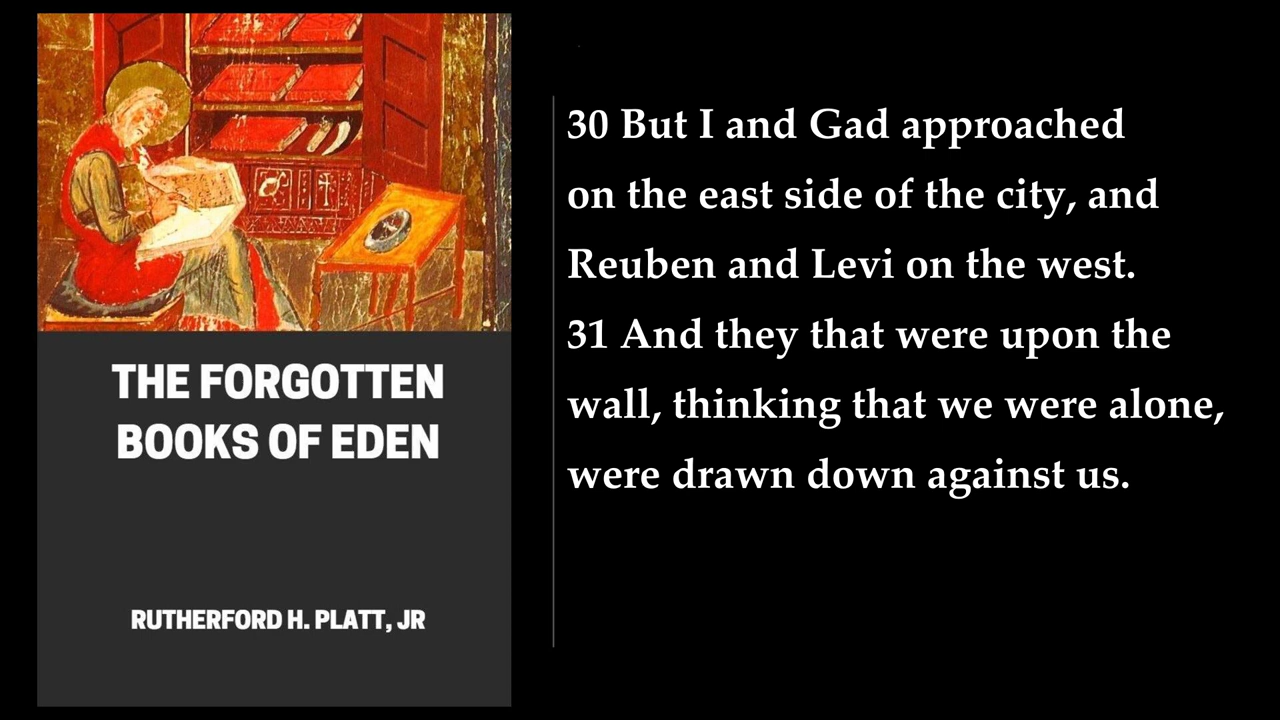 THE FORGOTTEN
BOOKS OF EDEN
RUTHERFORD H. PLATT, JR
30 But I and Gad approached
on the east side of the city, and
Reuben and Levi on the west.
31 And they that were upon the
wall, thinking that we were alone,
were drawn down against us.